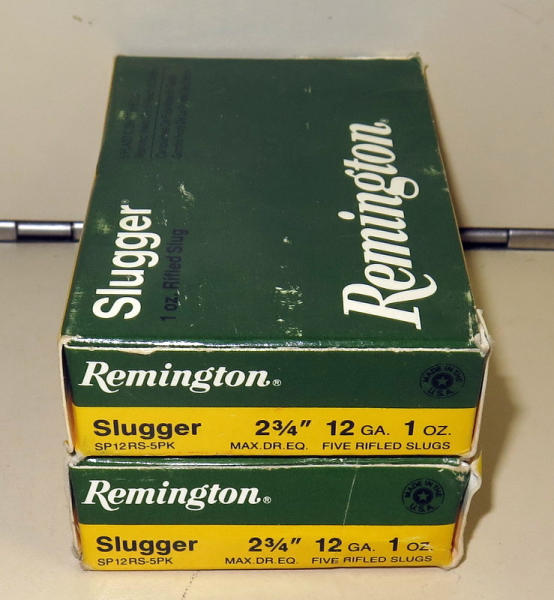 5 PLASTIC
Slugger®
1 oz. Rifled Slug
Remington®
Remington®
MADE IN THE
U.S.A.
Slugger 2¾" 12 GA. 1 OZ.
SP12RS-5PK MAX.DR.EQ. FIVE RIFLED SLUGS
Remington®
MADE IN THE
U.S.A.
Slugger 2¾" 12 GA. 1 OZ.
SP12RS-5PK MAX.DR.EQ. FIVE RIFLED SLUGS